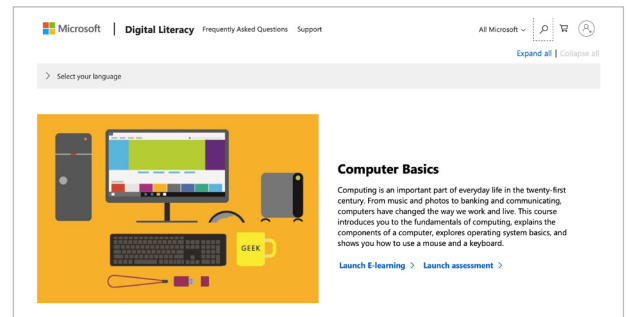 Microsoft | Digital Literacy Frequently Asked Questions Support All Microsoft
Expand all | Collapse all
Select your language
Computer Basics
Computing is an important part of everyday life in the twenty-first
century. From music and photos to banking and communicating,
computers have changed the way we work and live. This course
introduces you to the fundamentals of computing, explains the
components of a computer, explores operating system basics, and
shows you how to use a mouse and a keyboard.
GEEK
Launch E-learning > Launch assessment >